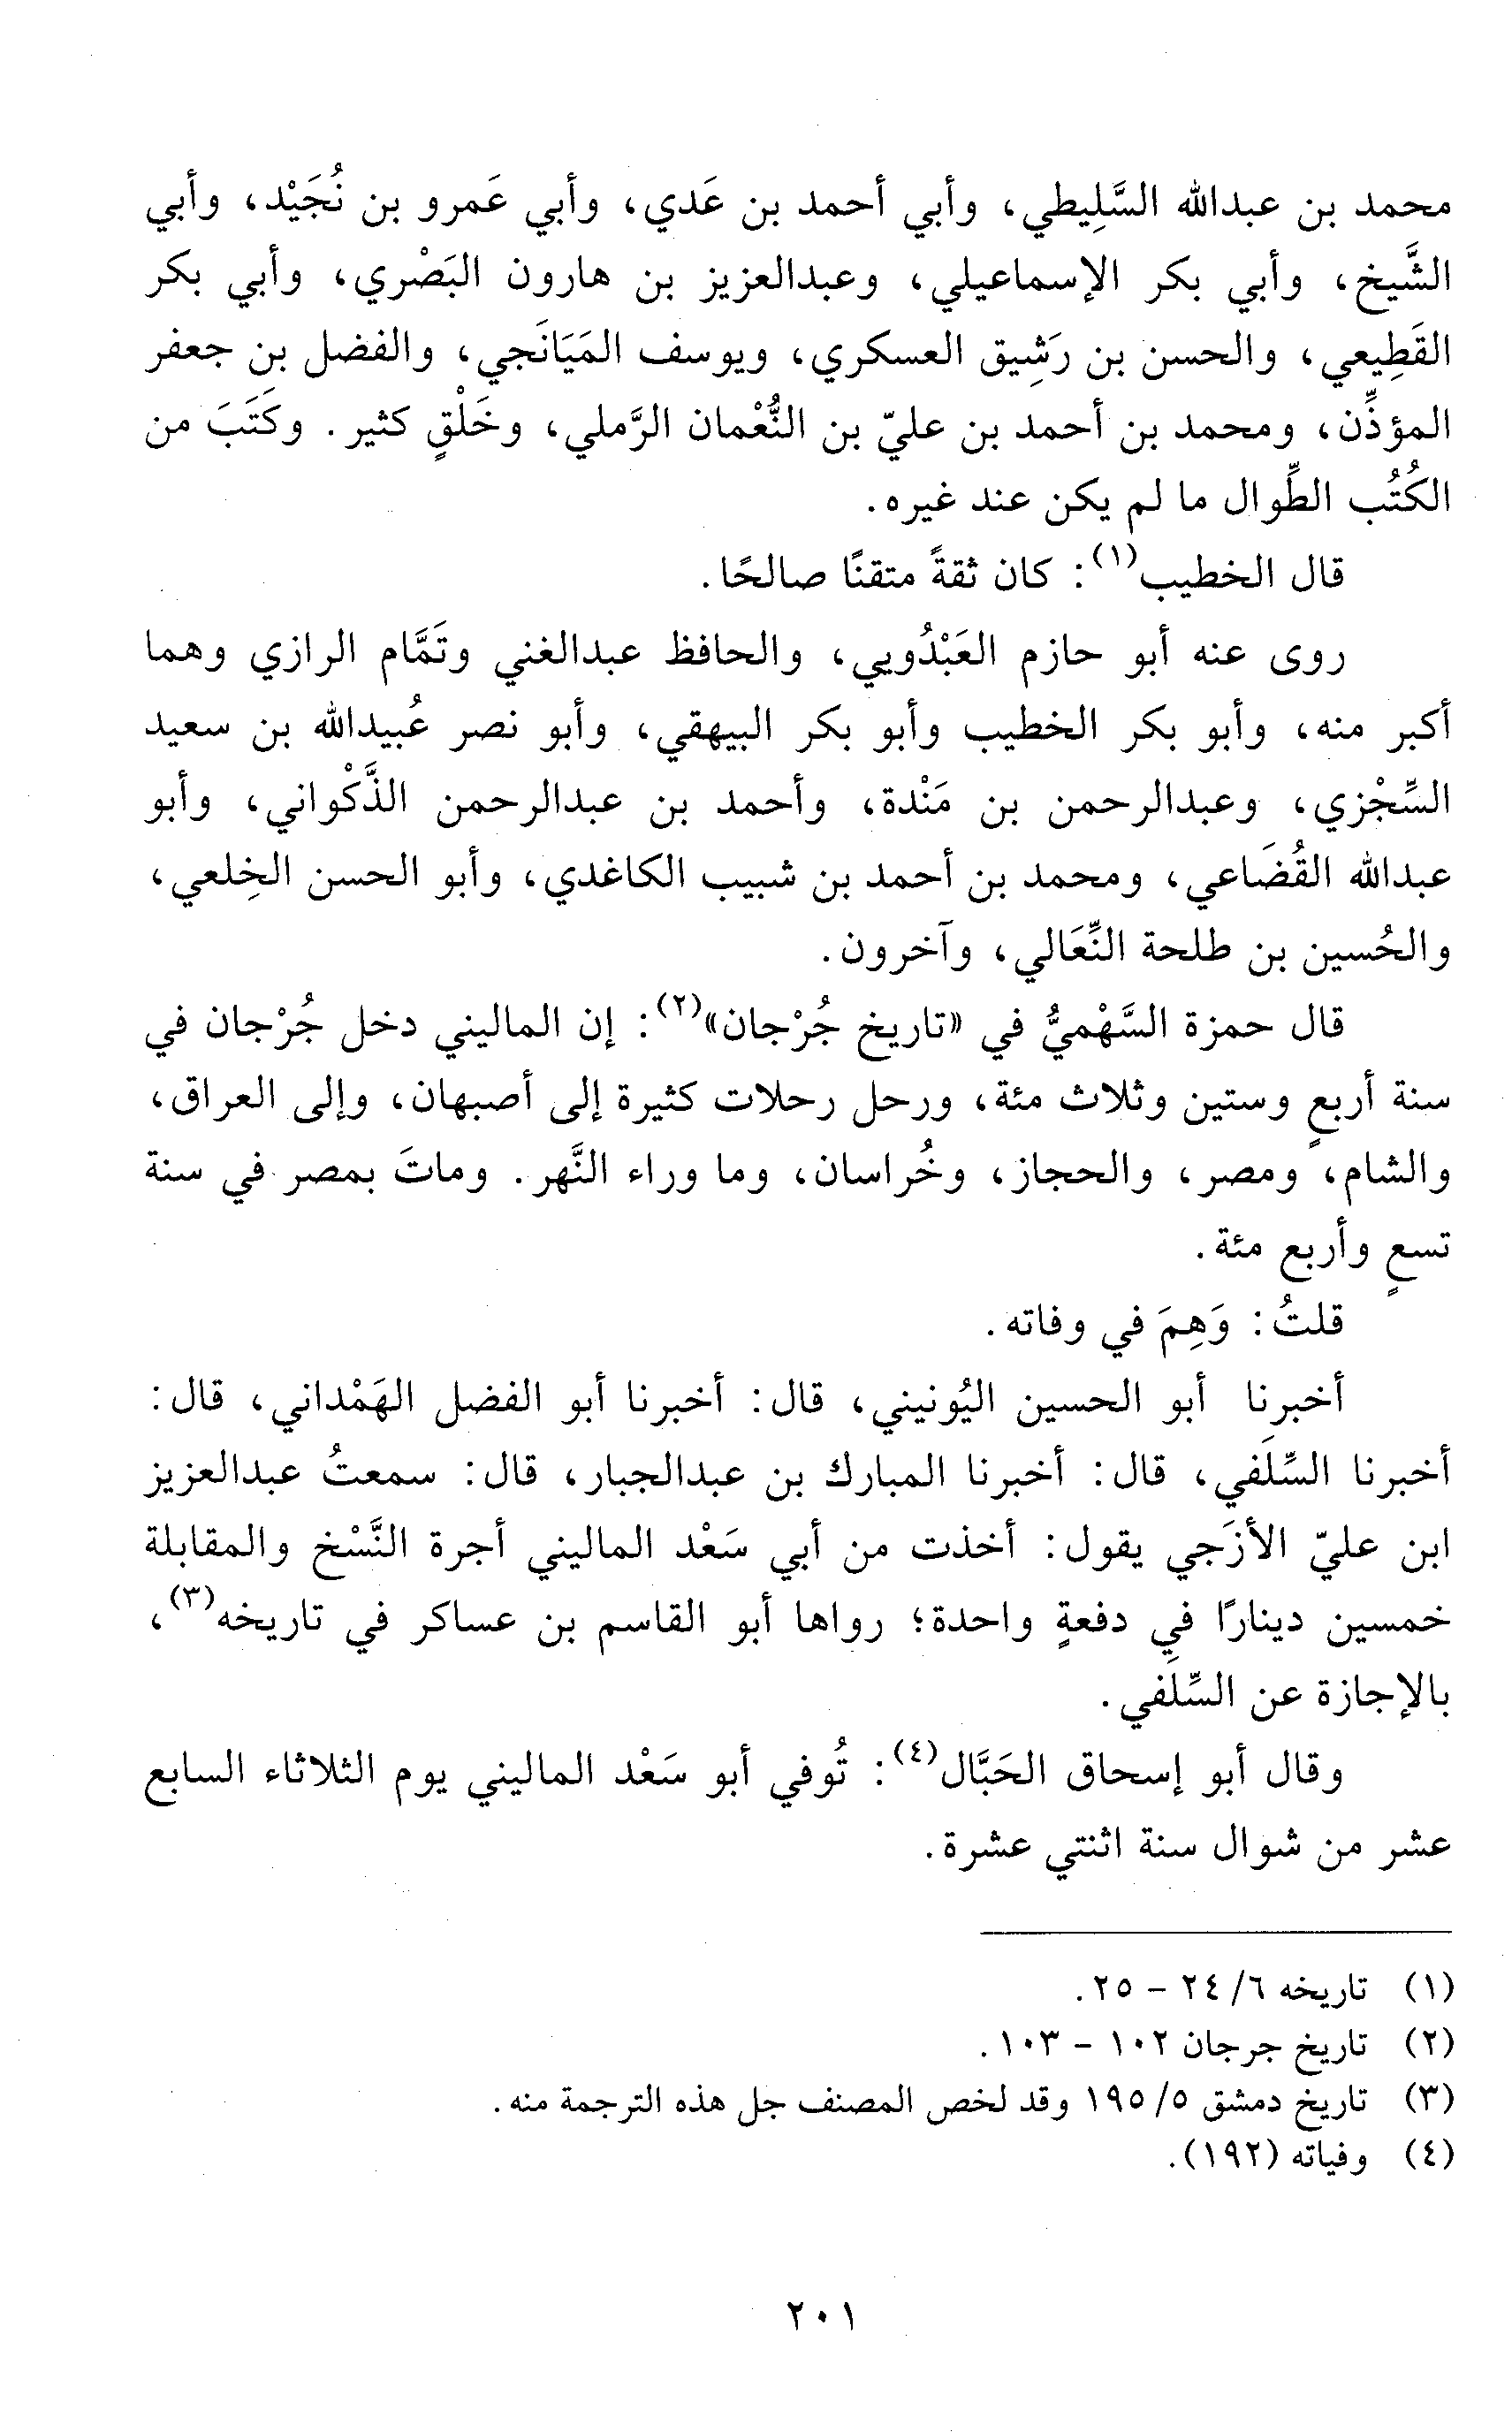 محمد بن عبدالله السَّلِيطي، وأبي أحمد بن عَدي، وأبي عَمرو بن نُجَيْد، وأبي
الشَّيخ، وأبي بكر الإسماعيلي، وعبدالعزيز بن هارون البَصْري، وأبي بكر
القَطِيعي، والحسن بن رَشِيق العسكري، ويوسف المَيَانَجي، والفضل بن جعفر
المؤذِّن، ومحمد بن أحمد بن عليّ بن النُّعْمان الرَّملي، وخَلْقٍ كثير. وكَتَبَ من
الكُتُب الطِّوال ما لم يكن عند غيره.
قال الخطيب(١): كان ثقةً متقنًا صالحًا.
روى عنه أبو حازم العَبْدُويي، والحافظ عبدالغني وتَمَّام الرازي وهما
أكبر منه، وأبو بكر الخطيب وأبو بكر البيهقي، وأبو نصر عُبيدالله بن سعيد
السِّجْزي، وعبدالرحمن بن مَنْدة، وأحمد بن عبدالرحمن الذَّكْواني، وأبو
عبدالله القُضَاعي، ومحمد بن أحمد بن شبيب الكاغدي، وأبو الحسن الخِلعي،
والحُسين بن طلحة النِّعَالي، وآخرون.
قال حمزة السَّهْميُّ في «تاريخ جُرْجان»(٢): إن الماليني دخل جُرْجان في
سنة أربعٍ وستين وثلاث مئة، ورحل رحلات كثيرة إلى أصبهان، وإلى العراق،
والشام، ومصر، والحجاز، وخُراسان، وما وراء النَّهر. وماتَ بمصر في سنة
تسعٍ وأربع مئة.
قلتُ: وَهِمَ في وفاته.
أخبرنا أبو الحسين اليُونيني، قال: أخبرنا أبو الفضل الهَمْداني، قال:
أخبرنا السِّلَفي، قال: أخبرنا المبارك بن عبدالجبار، قال: سمعتُ عبدالعزيز
ابن عليّ الأزَجي يقول: أخذت من أبي سَعْد الماليني أجرة النَّسْخ والمقابلة
خمسين دينارًا في دفعةٍ واحدة؛ رواها أبو القاسم بن عساكر في تاريخه(٣)،
بالإجازة عن السِّلَفي.
وقال أبو إسحاق الحَبَّال(٤): تُوفي أبو سَعْد الماليني يوم الثلاثاء السابع
عشر من شوال سنة اثنتي عشرة.
(١) تاريخه ٦/ ٢٤ - ٢٥.
(٢) تاريخ جرجان ١٠٢ - ١٠٣.
(٣) تاريخ دمشق ٥/ ١٩٥ وقد لخص المصنف جل هذه الترجمة منه.
(٤) وفياته (١٩٢).
٢٠١